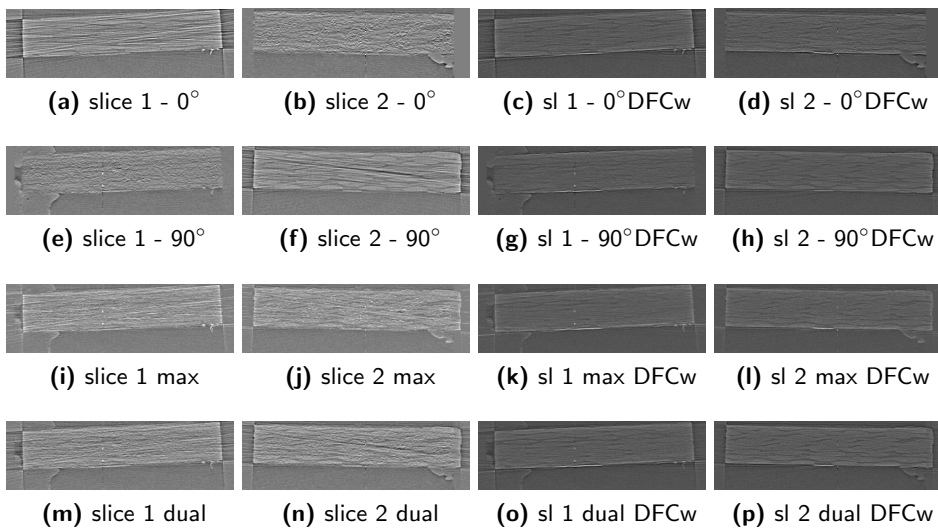 (a) slice 1 - 0° (b) slice 2 - 0° (c) sl 1 - 0°DFCw (d) sl 2 - 0°DFCw
(e) slice 1 - 90° (f) slice 2 - 90° (g) sl 1 - 90°DFCw (h) sl 2 - 90°DFCw
(i) slice 1 max (j) slice 2 max (k) sl 1 max DFCw (l) sl 2 max DFCw
(m) slice 1 dual (n) slice 2 dual (o) sl 1 dual DFCw (p) sl 2 dual DFCw